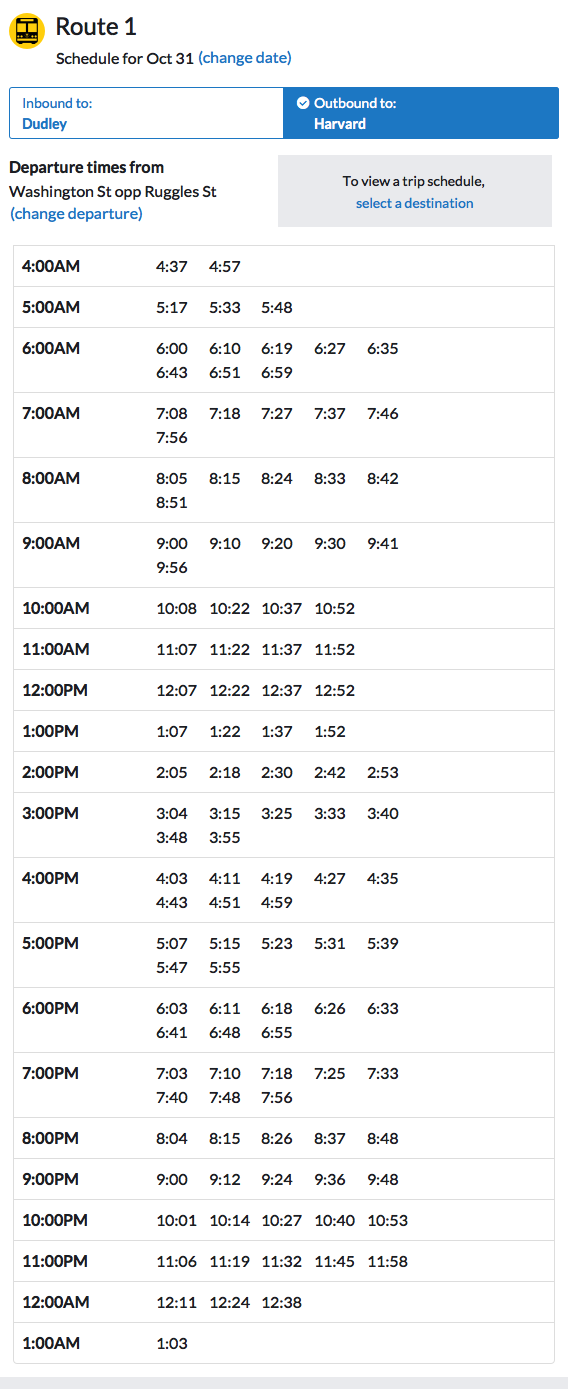 Route 1
Schedule for Oct 31 (change date)
Inbound to:
Dudley
Outbound to:
Harvard
Departure times from
Washington St opp Ruggles St
(change departure)
To view a trip schedule,
select a destination
4:00AM 4:37 4:57
5:00AM 5:17 5:33 5:48
6:00AM 6:00 6:10 6:19 6:27 6:35
6:43 6:51 6:59
7:00AM 7:08 7:18 7:27 7:37 7:46
7:56
8:00AM 8:05 8:15 8:24 8:33 8:42
8:51
9:00AM 9:00 9:10 9:20 9:30 9:41
9:56
10:00AM 10:08 10:22 10:37 10:52
11:00AM 11:07 11:22 11:37 11:52
12:00PM 12:07 12:22 12:37 12:52
1:00PM 1:07 1:22 1:37 1:52
2:00PM 2:05 2:18 2:30 2:42 2:53
3:00PM 3:04 3:15 3:25 3:33 3:40
3:48 3:55
4:00PM 4:03 4:11 4:19 4:27 4:35
4:43 4:51 4:59
5:00PM 5:07 5:15 5:23 5:31 5:39
5:47 5:55
6:00PM 6:03 6:11 6:18 6:26 6:33
6:41 6:48 6:55
7:00PM 7:03 7:10 7:18 7:25 7:33
7:40 7:48 7:56
8:00PM 8:04 8:15 8:26 8:37 8:48
9:00PM 9:00 9:12 9:24 9:36 9:48
10:00PM 10:01 10:14 10:27 10:40 10:53
11:00PM 11:06 11:19 11:32 11:45 11:58
12:00AM 12:11 12:24 12:38
1:00AM 1:03